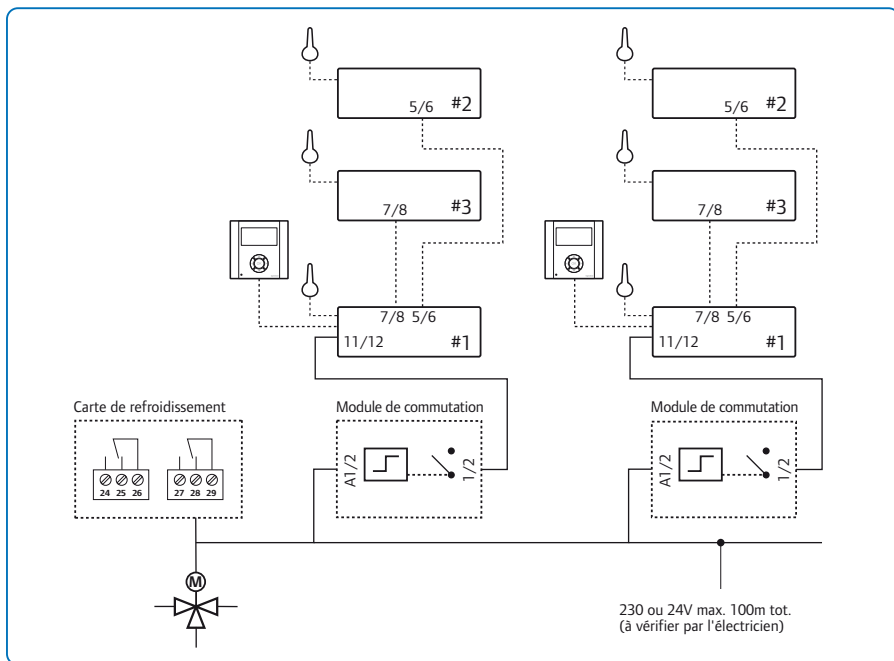 5/6 #2
5/6 #2
7/8 #3
7/8 #3
7/8 5/6
11/12 #1
7/8 5/6
11/12 #1
Carte de refroidissement
Module de commutation
Module de commutation
24 25 26
27 28 29
A1/2
1/2
A1/2
1/2
M
230 ou 24V max. 100m tot.
(à vérifier par l'électricien)